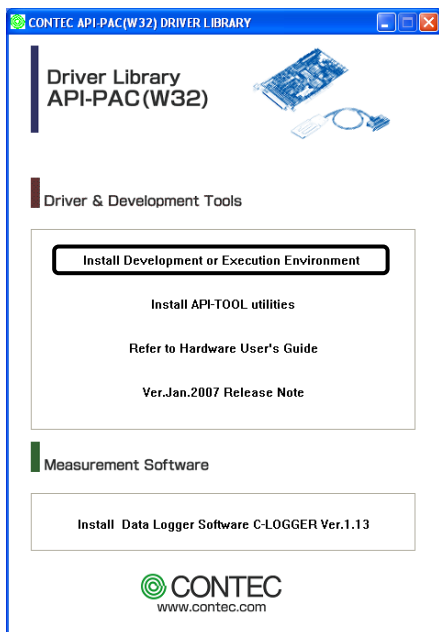 CONTEC API-PAC(W32) DRIVER LIBRARY
Driver Library
API-PAC(W32)
Driver & Development Tools
Install Development or Execution Environment
Install API-TOOL utilities
Refer to Hardware User's Guide
Ver.Jan.2007 Release Note
Measurement Software
Install Data Logger Software C-LOGGER Ver.1.13
CONTEC
www.contec.com